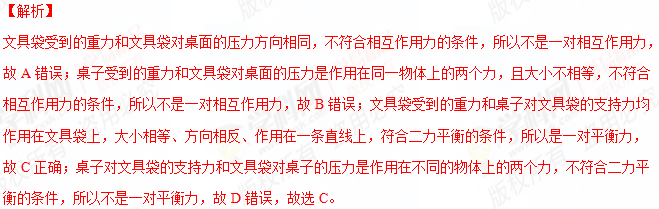 【解析】
文具袋受到的重力和文具袋对桌面的压力方向相同，不符合相互作用力的条件，所以不是一对相互作用力，
故 A 错误；桌子受到的重力和文具袋对桌面的压力是作用在同一物体上的两个力，且大小不相等，不符合
相互作用力的条件，所以不是一对相互作用力，故 B 错误；文具袋受到的重力和桌子对文具袋的支持力均
作用在文具袋上，大小相等、方向相反、作用在一条直线上，符合二力平衡的条件，所以是一对平衡力，
故 C 正确；桌子对文具袋的支持力和文具袋对桌子的压力是作用在不同的物体上的两个力，不符合二力平
衡的条件，所以不是一对平衡力，故 D 错误，故选 C。